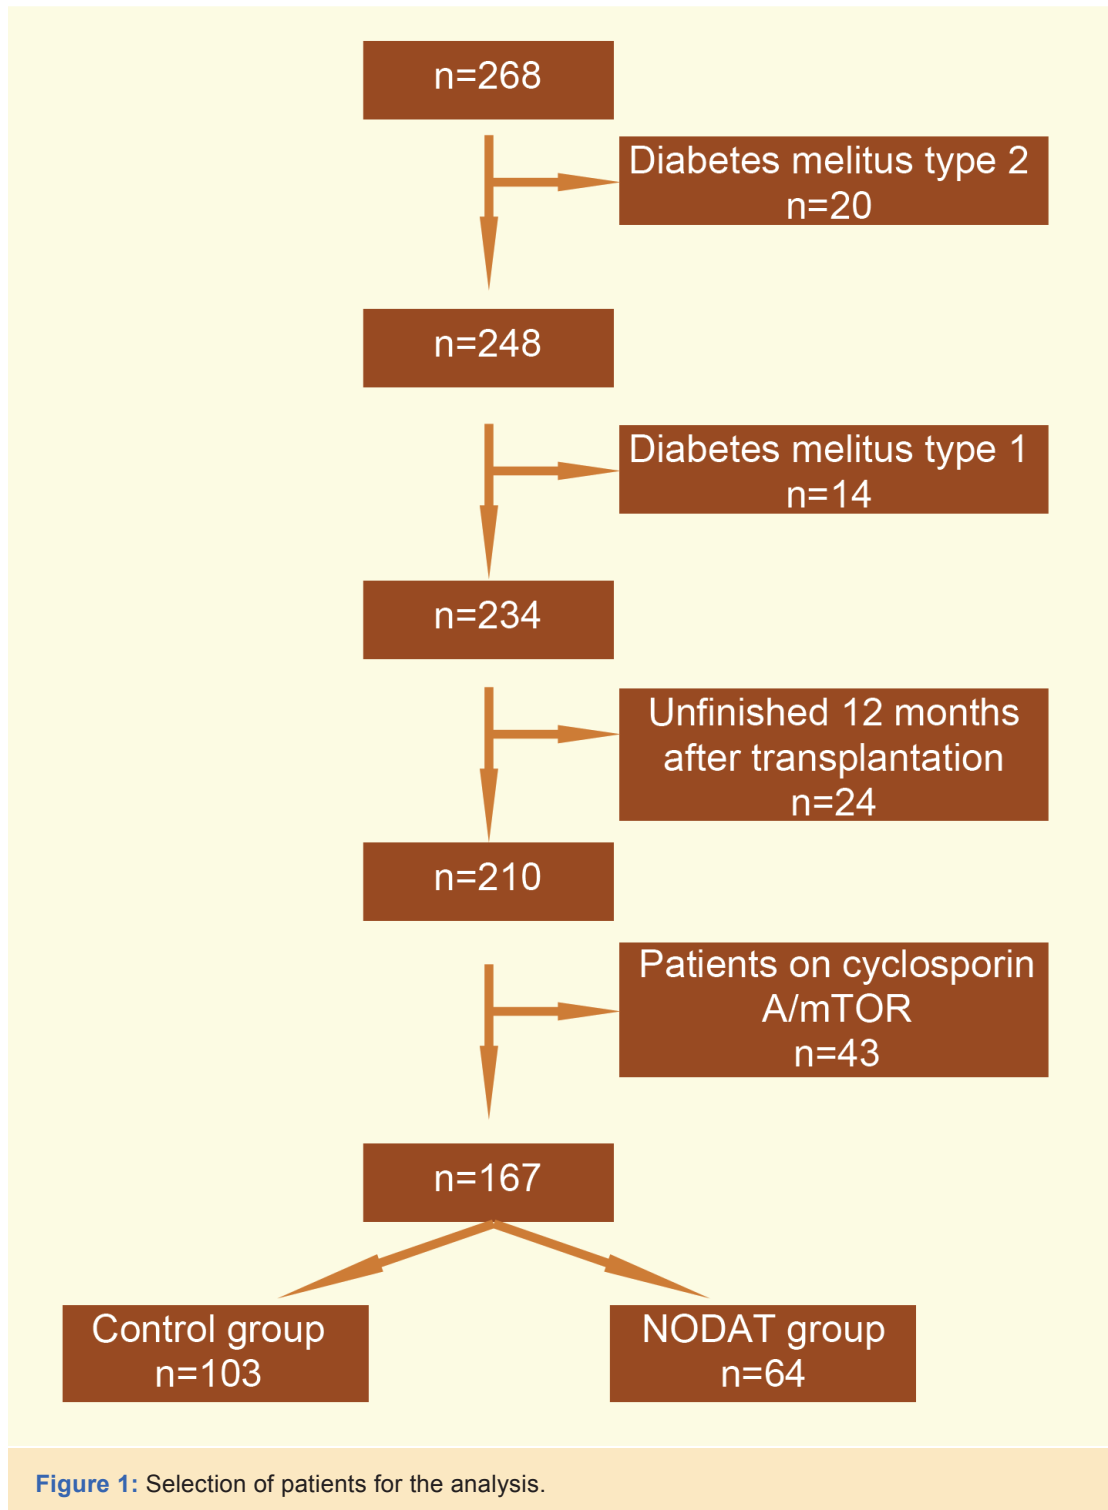 n=268
Diabetes melitus type 2
n=20
n=248
Diabetes melitus type 1
n=14
n=234
Unfinished 12 months
after transplantation
n=24
n=210
Patients on cyclosporin
A/mTOR
n=43
n=167
Control group
n=103
NODAT group
n=64
Figure 1: Selection of patients for the analysis.